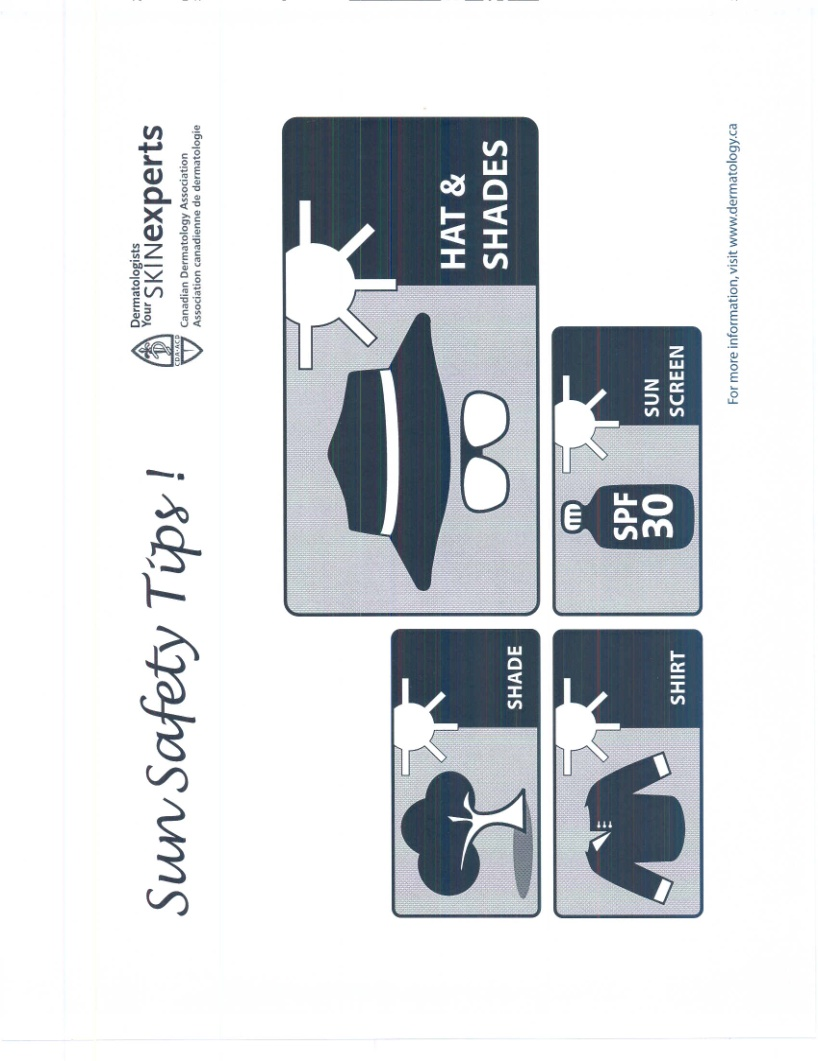 Sun Safety Tips !
Dermatologists
Your SKINexperts
CDA-ACD
Canadian Dermatology Association
Association canadienne de dermatologie
HAT &
SHADES
SHADE
SHIRT
SPF
30
SUN
SCREEN
For more information, visit www.dermatology.ca